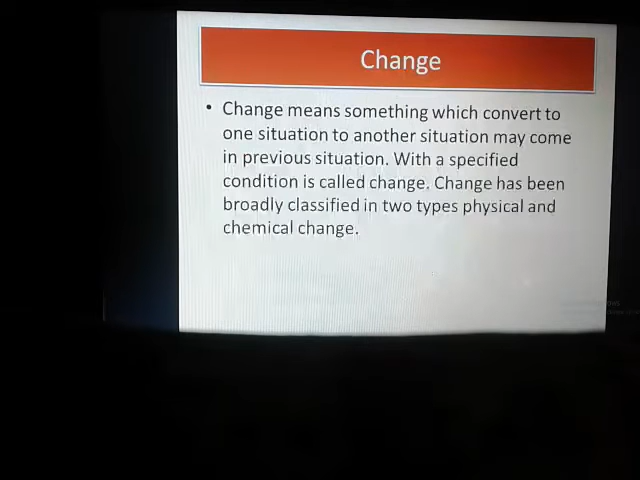 Change
• Change means something which convert to
one situation to another situation may come
in previous situation. With a specified
condition is called change. Change has been
broadly classified in two types physical and
chemical change.